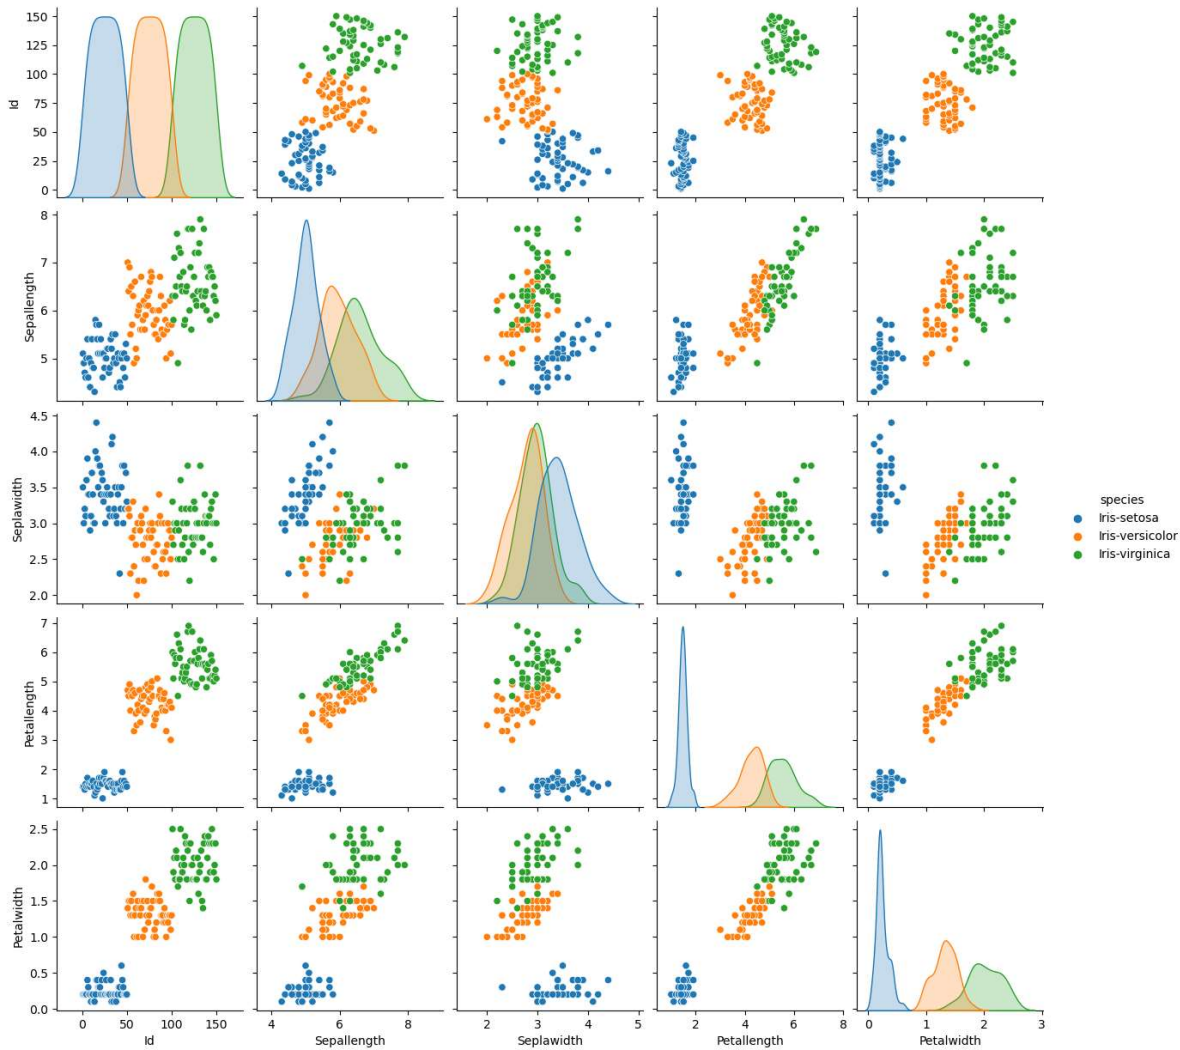 150
125
100
75
50
25
0
Id
8
7
6
5
Sepallength
4.5
4.0
3.5
3.0
2.5
2.0
Seplawidth
species
Iris-setosa
Iris-versicolor
Iris-virginica
7
6
5
4
3
2
1
Petallength
2.5
2.0
1.5
1.0
0.5
0.0
Petalwidth
0 50 100 150
4 6 8
2 3 4 5
2 4 6 8
0 1 2 3
Id
Sepallength
Seplawidth
Petallength
Petalwidth